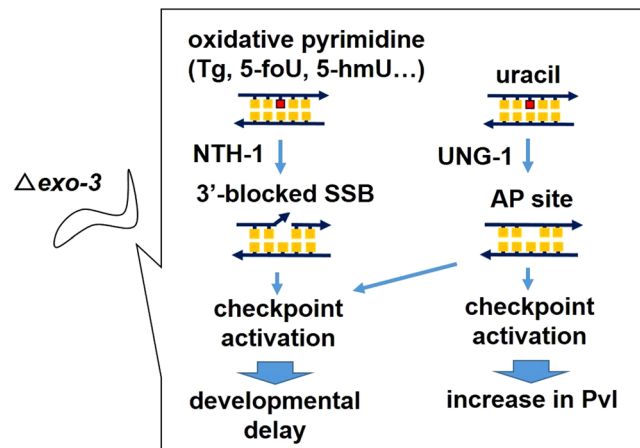 △exo-3
oxidative pyrimidine
(Tg, 5-foU, 5-hmU…)
NTH-1
3’-blocked SSB
checkpoint
activation
developmental
delay
uracil
UNG-1
AP site
checkpoint
activation
increase in Pvl